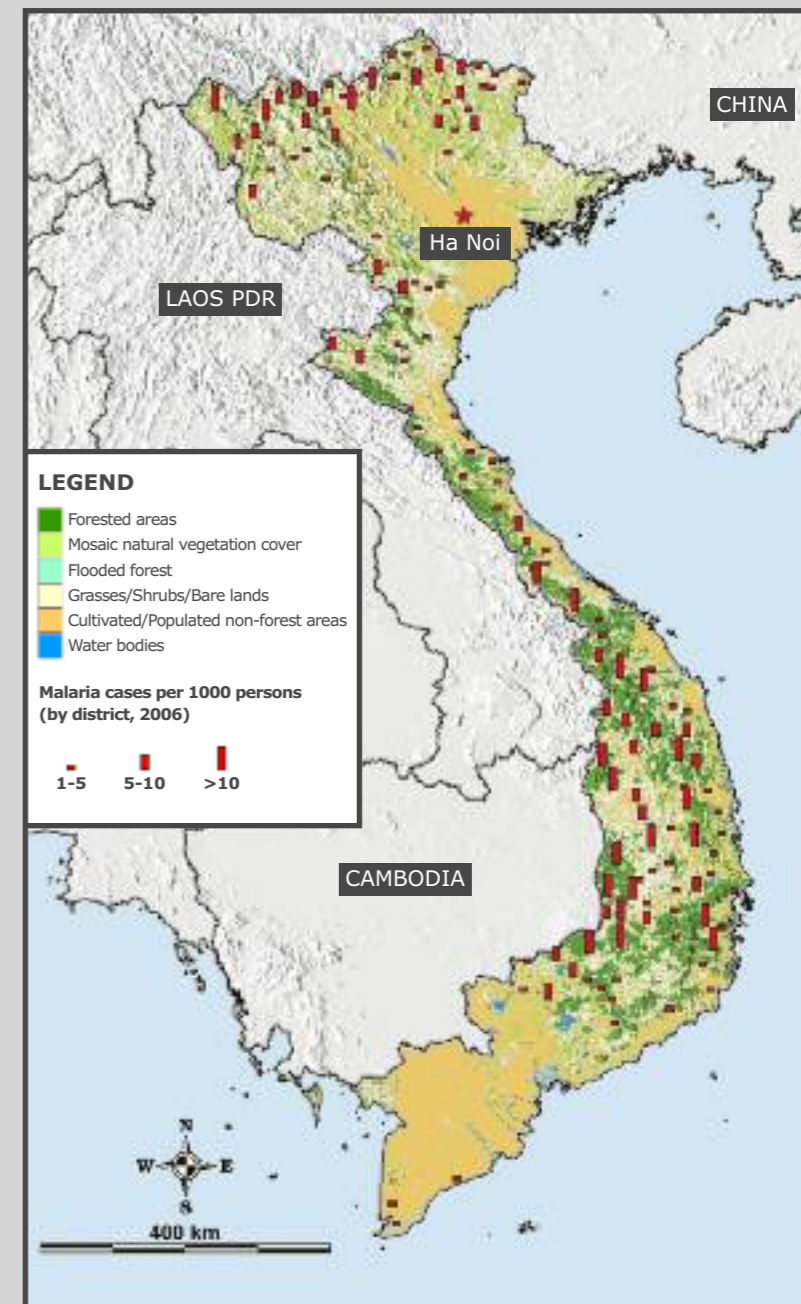 CHINA
Ha Noi
LAOS PDR
LEGEND
Forested areas
Mosaic natural vegetation cover
Flooded forest
Grasses/Shrubs/Bare lands
Cultivated/Populated non-forest areas
Water bodies
Malaria cases per 1000 persons
(by district, 2006)
1-5 5-10 >10
CAMBODIA
N
W E
S
400 km